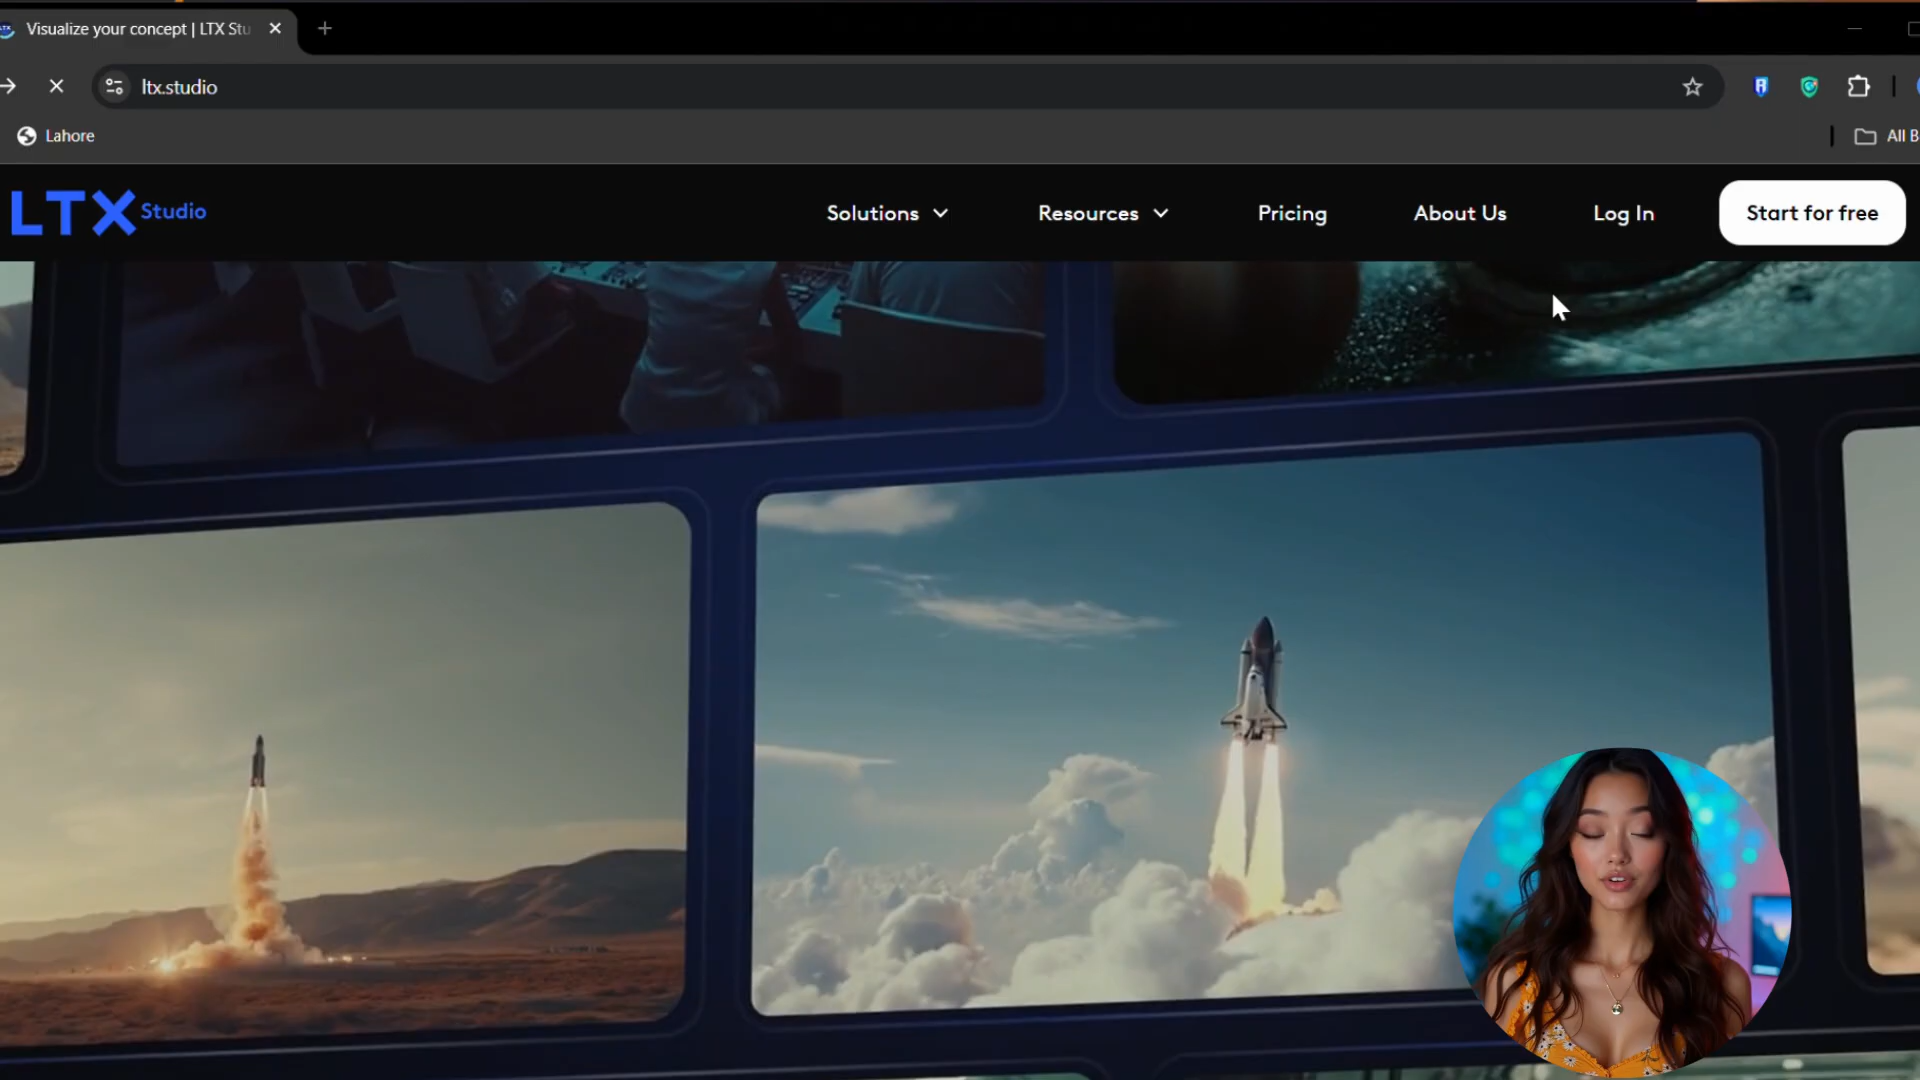 Visualize your concept | LTX Stu
ltx.studio
Lahore
All B
LTX Studio
Solutions
Resources
Pricing
About Us
Log In
Start for free